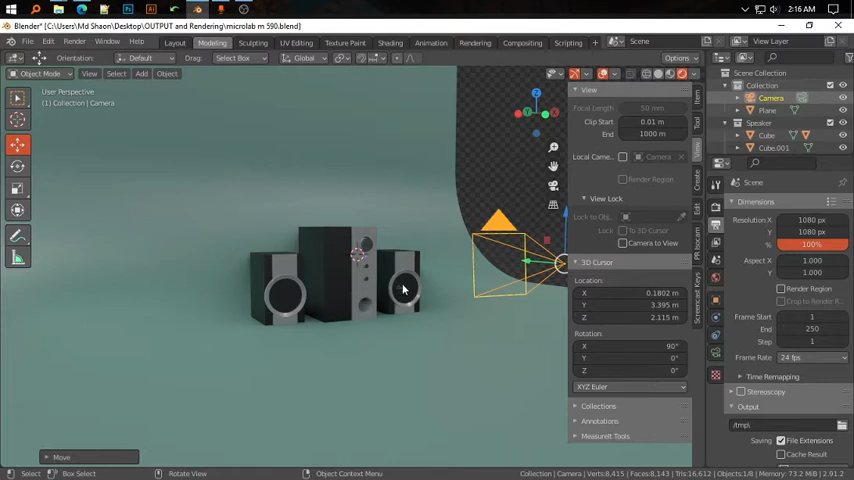 2:16 AM
Blender* [C:\Users\Md Shaon\Desktop\OUTPUT and Rendering\microlab m 590.blend]
File Edit Render Window Help
Layout Modeling Sculpting UV Editing Texture Paint Shading Animation Rendering Compositing Scripting
Scene
View Layer
Orientation: Default Drag: Select Box Global Options
Object Mode View Select Add Object
User Perspective
(1) Collection | Camera
Z
Y
View
Focal Length 50 mm
Clip Start 0.01 m
End 1000 m
Local Came.. Camera
Render Region
View Lock
Lock to Obj..
To 3D Cursor
Camera to View
3D Cursor
Location:
X 0.1802 m
Y 3.395 m
Z 2.115 m
Rotation:
X 90°
Y 0°
Z 0°
XYZ Euler
Collections
Annotations
MeasureIt Tools
Item
Tool
View
Create
Edit
Screencast Keys
Scene Collection
Collection
Camera
Plane
Speaker
Cube
Cube.001
Scene
Dimensions
Resolution X 1080 px
Y 1080 px
% 100%
Aspect X 1.000
Y 1.000
Render Region
Crop to Render R
Frame Start 1
End 250
Step 1
Frame Rate 24 fps
Time Remapping
Stereoscopy
Output
/tmp\
Saving File Extensions
Cache Result
Move
Select Box Select Rotate View Object Context Menu
Collection | Camera | Verts:8,415 | Faces:8,143 | Tris:16,612 | Objects:1/8 | Memory: 73.2 MiB | 2.91.2